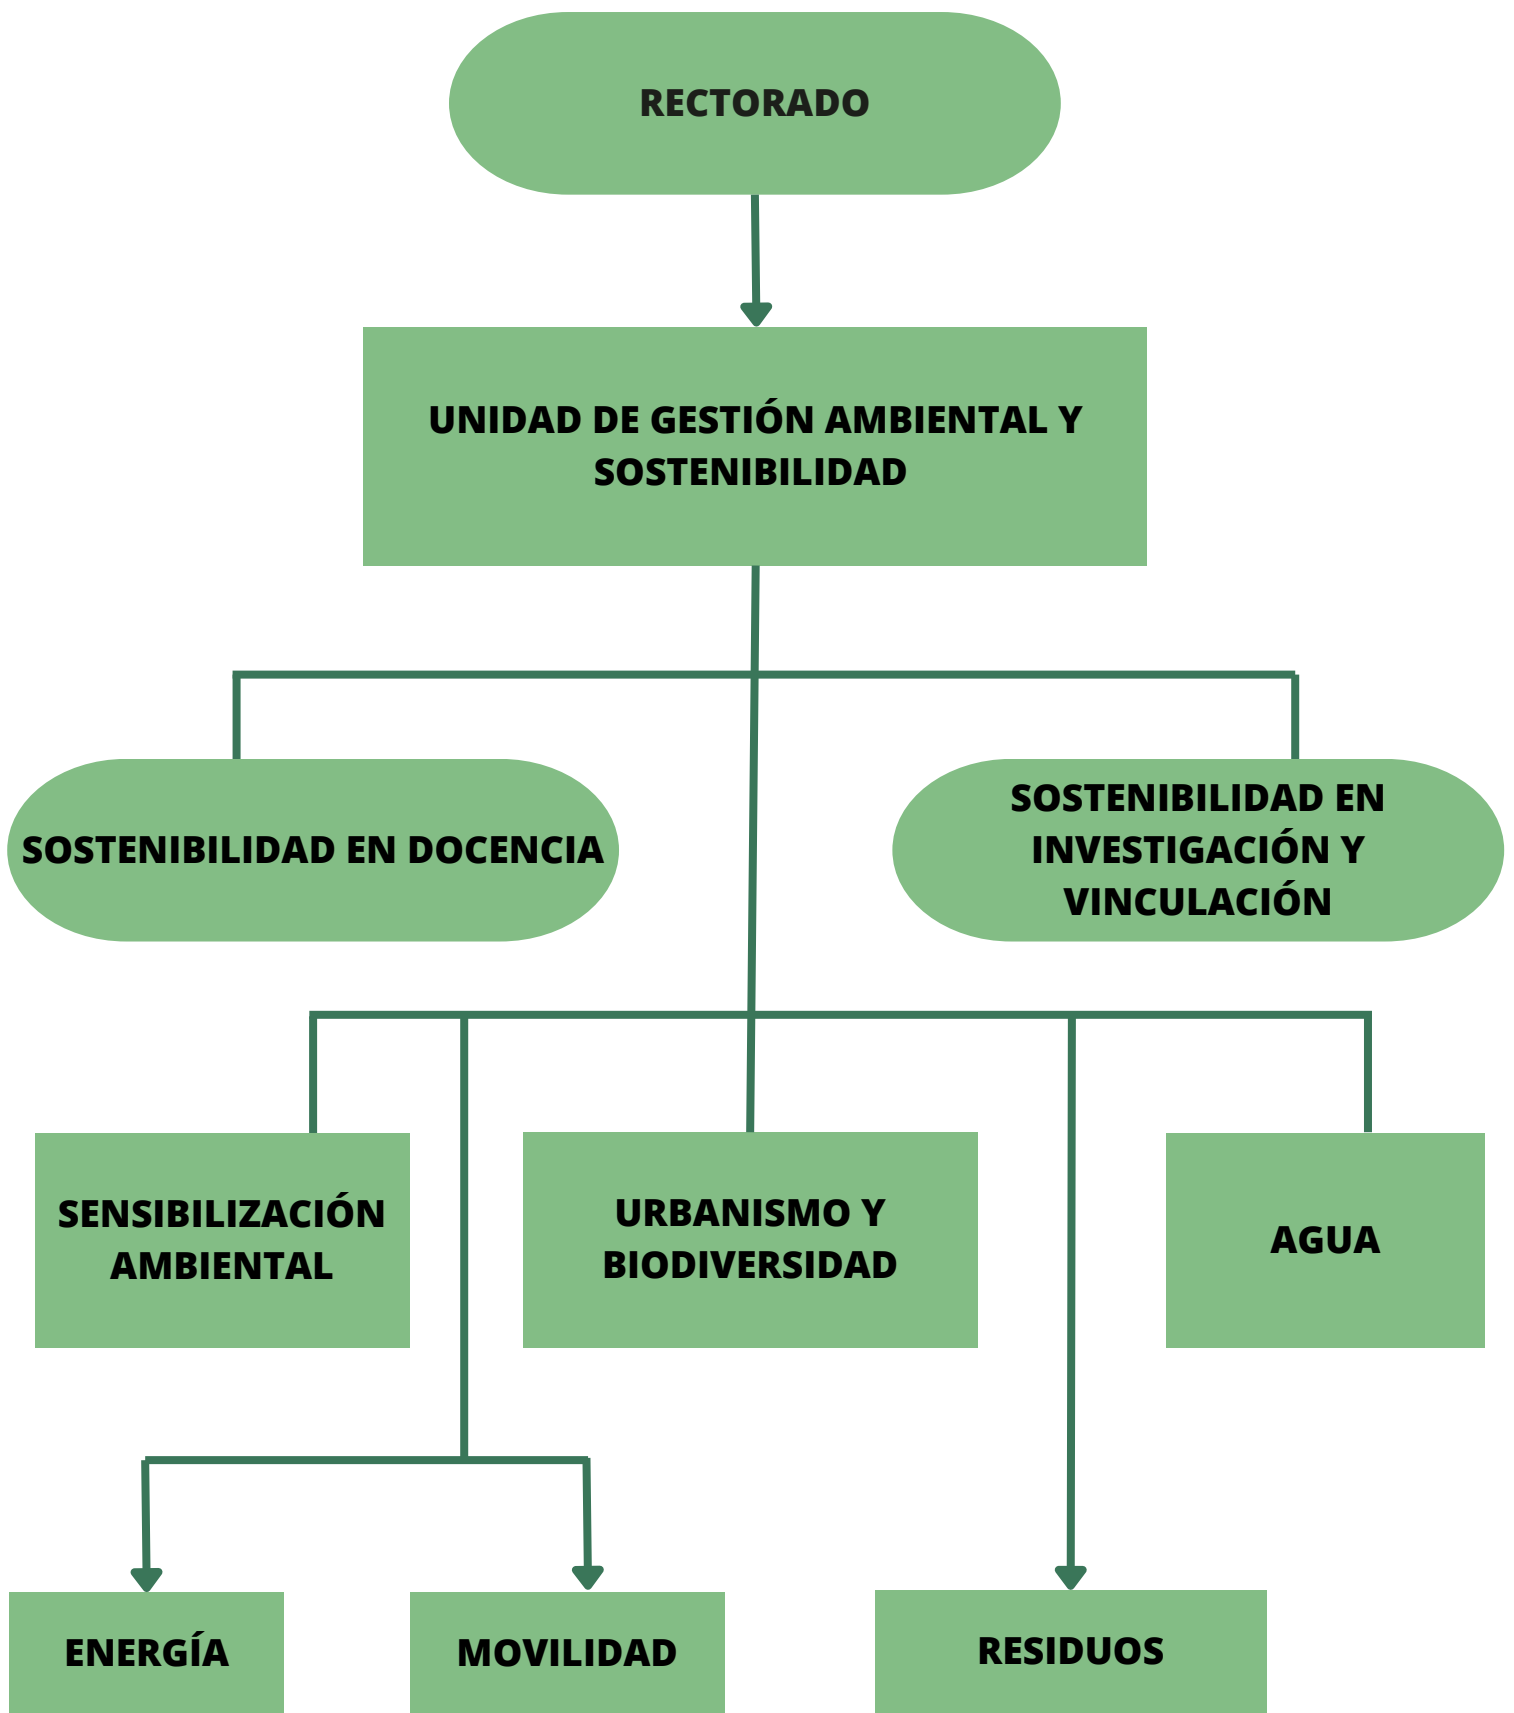 RECTORADO
UNIDAD DE GESTIÓN AMBIENTAL Y
SOSTENIBILIDAD
SOSTENIBILIDAD EN DOCENCIA
SOSTENIBILIDAD EN
INVESTIGACIÓN Y
VINCULACIÓN
SENSIBILIZACIÓN
AMBIENTAL
URBANISMO Y
BIODIVERSIDAD
AGUA
ENERGÍA
MOVILIDAD
RESIDUOS